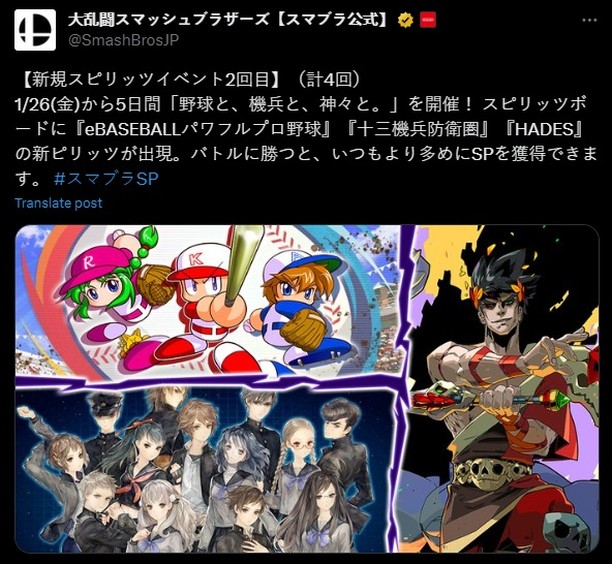 大乱闘スマッシュブラザーズ【スマブラ公式】
@SmashBrosJP
【新規スピリッツイベント2回目】（計4回）
1/26(金)から5日間「野球と、機兵と、神々と。」を開催！ スピリッツボ
ードに『eBASEBALLパワフルプロ野球』『十三機兵防衛圏』『HADES』
の新ピリッツが出現。バトルに勝つと、いつもより多めにSPを獲得できま
す。 #スマブラSP
Translate post
R
K